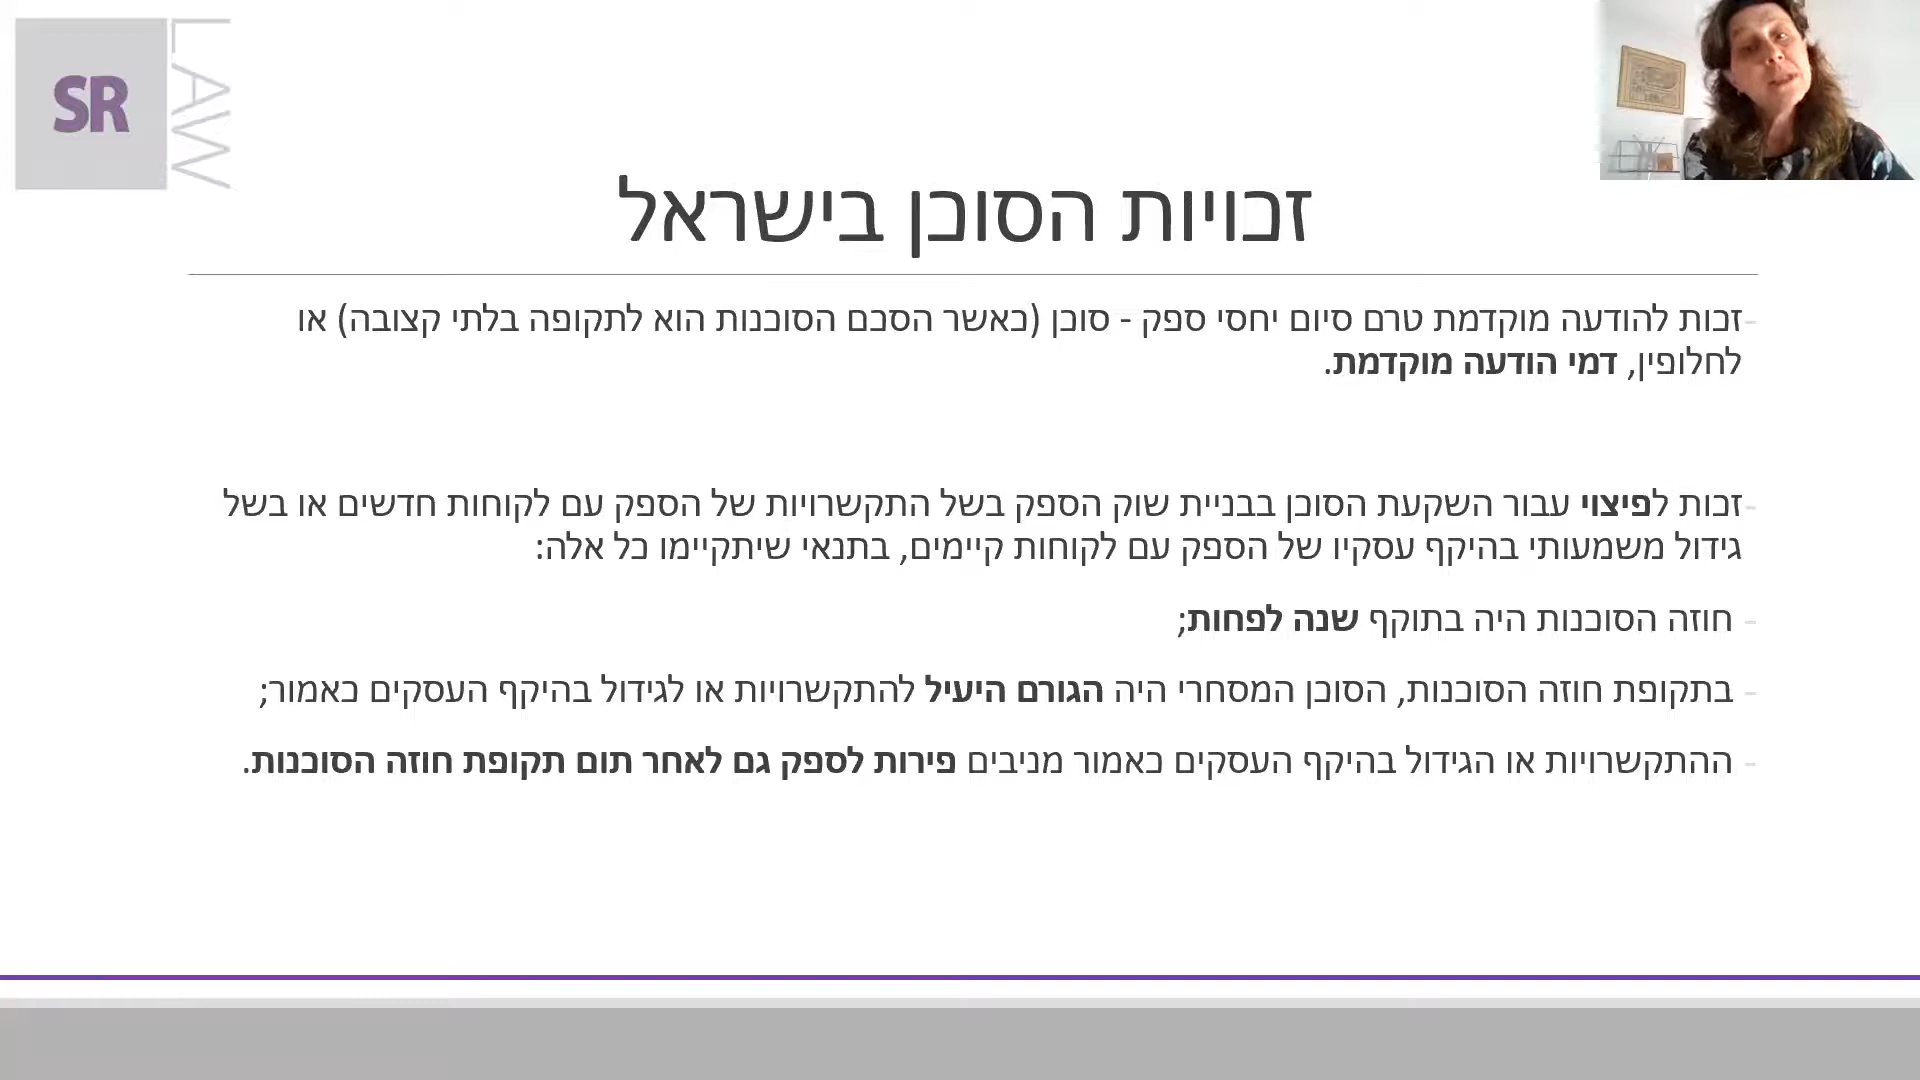 SR
LAW
זכויות הסוכן בישראל
-זכות להודעה מוקדמת טרם סיום יחסי ספק - סוכן (כאשר הסכם הסוכנות הוא לתקופה בלתי קצובה) או
לחלופין, דמי הודעה מוקדמת.
-זכות לפיצוי עבור השקעת הסוכן בבניית שוק הספק בשל התקשרויות של הספק עם לקוחות חדשים או בשל
גידול משמעותי בהיקף עסקיו של הספק עם לקוחות קיימים, בתנאי שיתקיימו כל אלה:
- חוזה הסוכנות היה בתוקף שנה לפחות;
- בתקופת חוזה הסוכנות, הסוכן המסחרי היה הגורם היעיל להתקשרויות או לגידול בהיקף העסקים כאמור;
- ההתקשרויות או הגידול בהיקף העסקים כאמור מניבים פירות לספק גם לאחר תום תקופת חוזה הסוכנות.